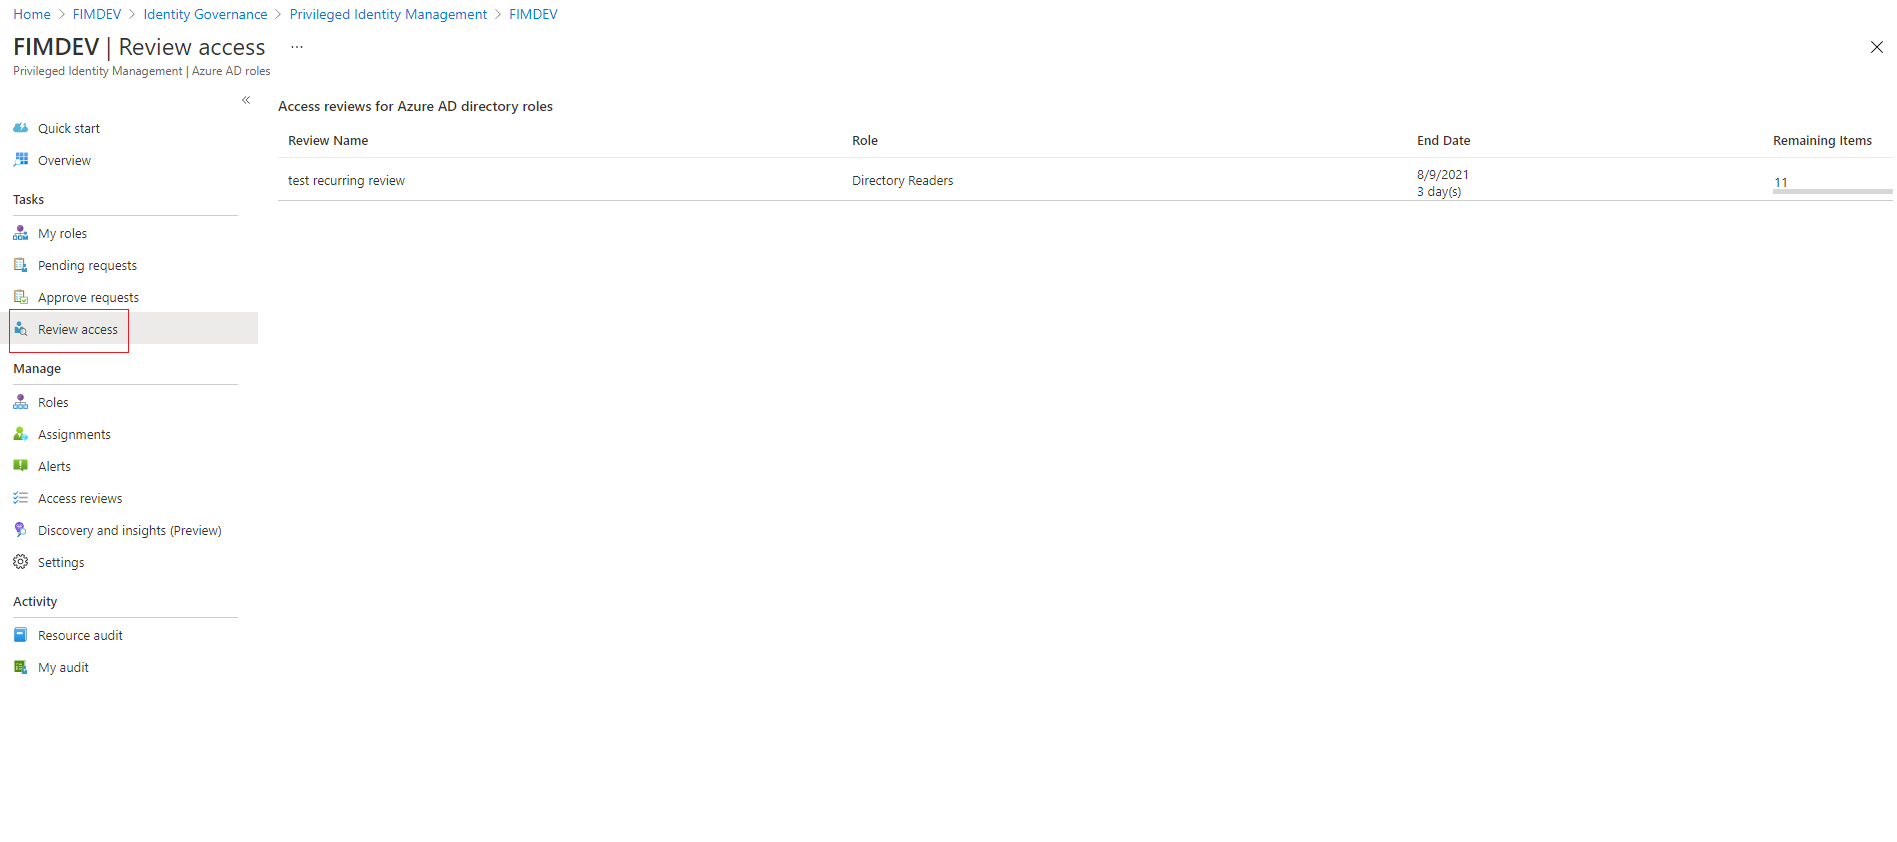 Home > FIMDEV > Identity Governance > Privileged Identity Management > FIMDEV
FIMDEV | Review access ...
Privileged Identity Management | Azure AD roles
«
Quick start
Overview
Tasks
My roles
Pending requests
Approve requests
Review access
Manage
Roles
Assignments
Alerts
Access reviews
Discovery and insights (Preview)
Settings
Activity
Resource audit
My audit
Access reviews for Azure AD directory roles
Review Name Role End Date Remaining Items
test recurring review Directory Readers 8/9/2021 11
3 day(s)